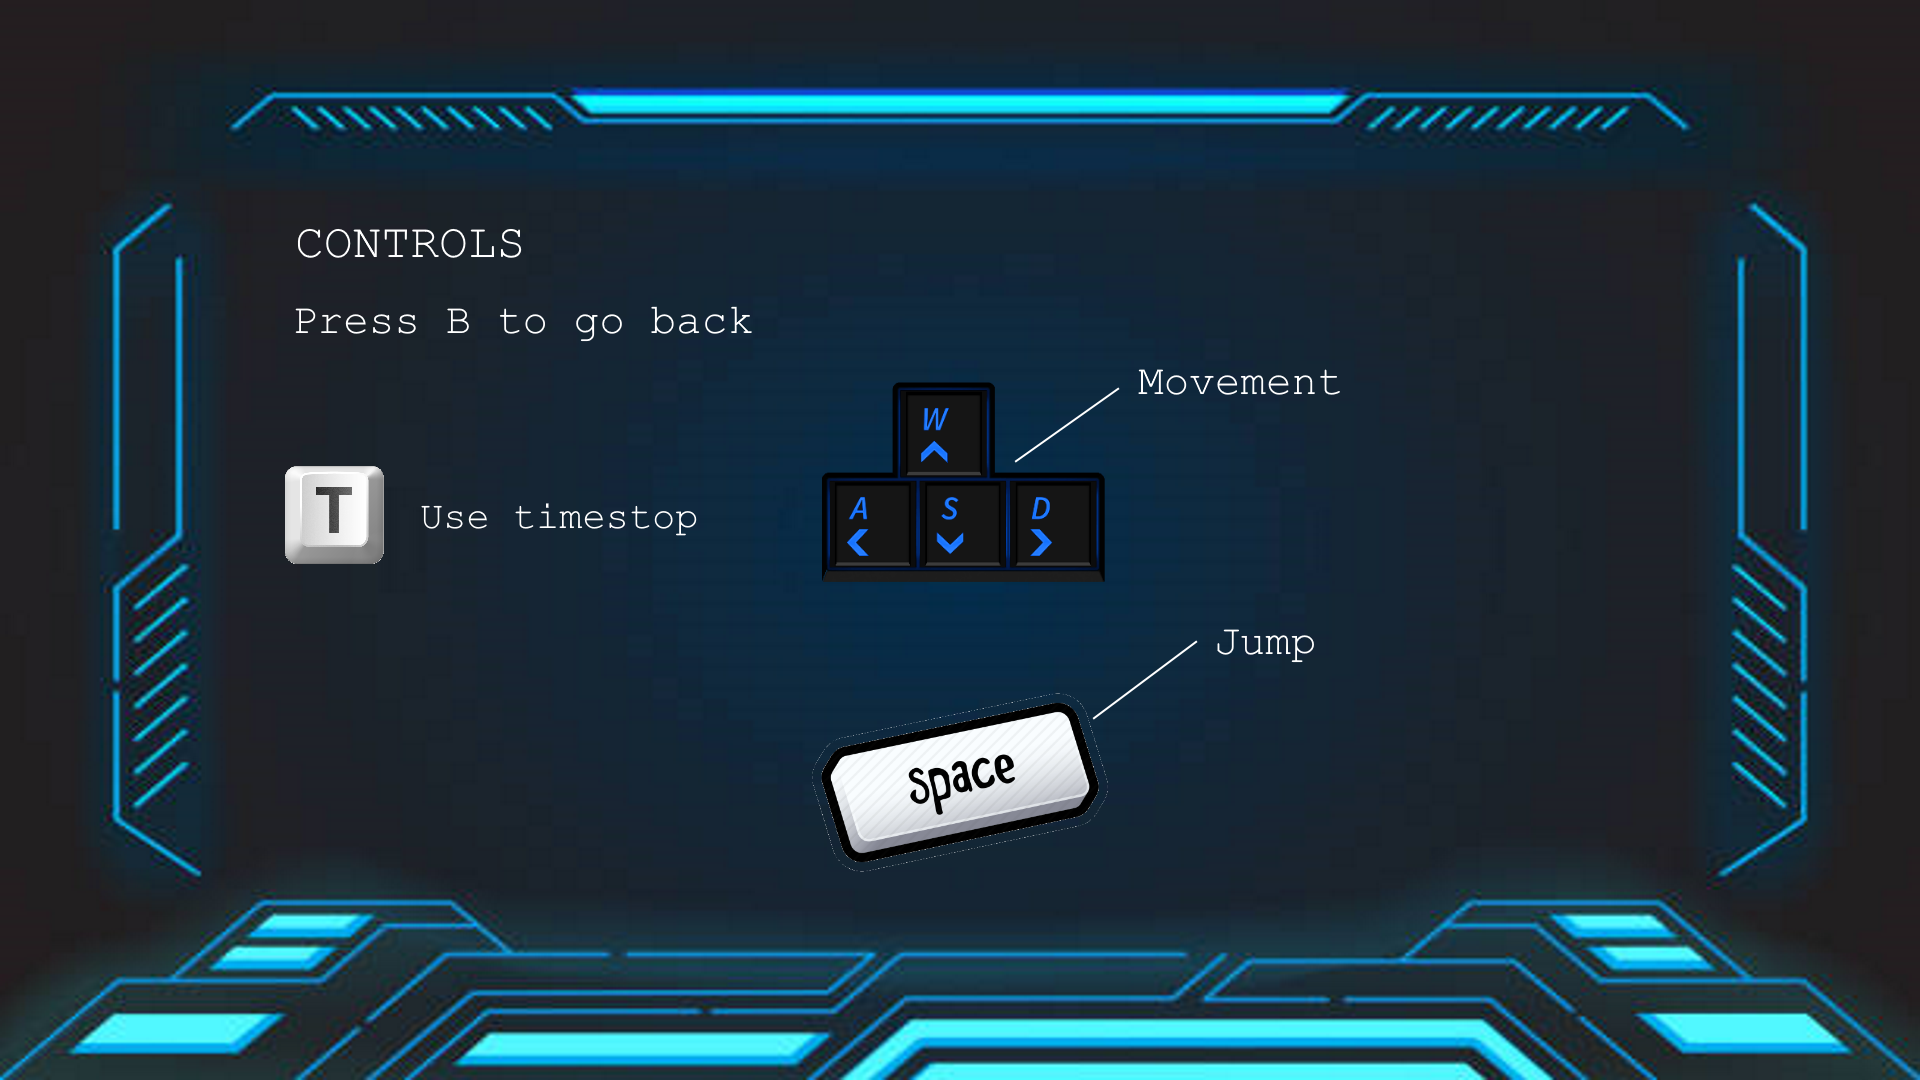 CONTROLS
Press B to go back
Movement
W
A S D
T
Use timestop
Jump
Space